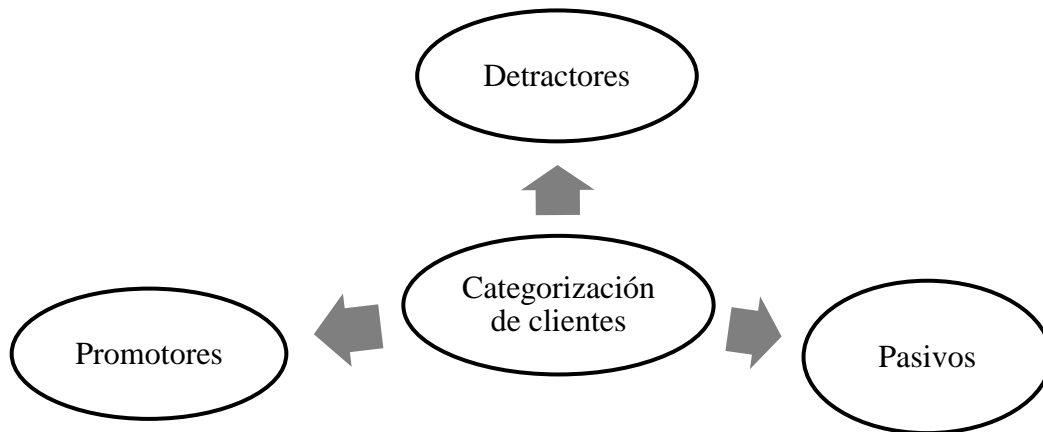 Detractores
Categorización
de clientes
Promotores
Pasivos